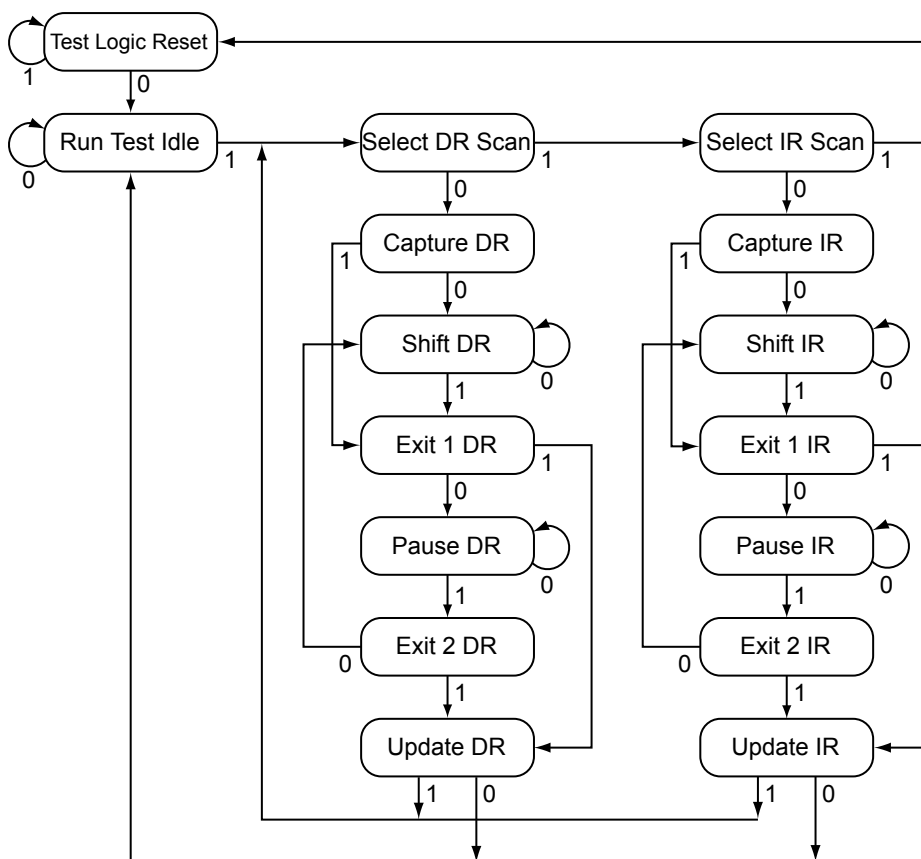 Test Logic Reset
1
0
Run Test Idle
0
1
Select DR Scan
1
Select IR Scan
1
0
0
Capture DR
1
0
Capture IR
1
0
Shift DR
0
1
Shift IR
0
1
Exit 1 DR
1
0
Exit 1 IR
1
0
Pause DR
0
1
Pause IR
0
1
Exit 2 DR
0
1
Exit 2 IR
0
1
Update DR
1
0
Update IR
1
0